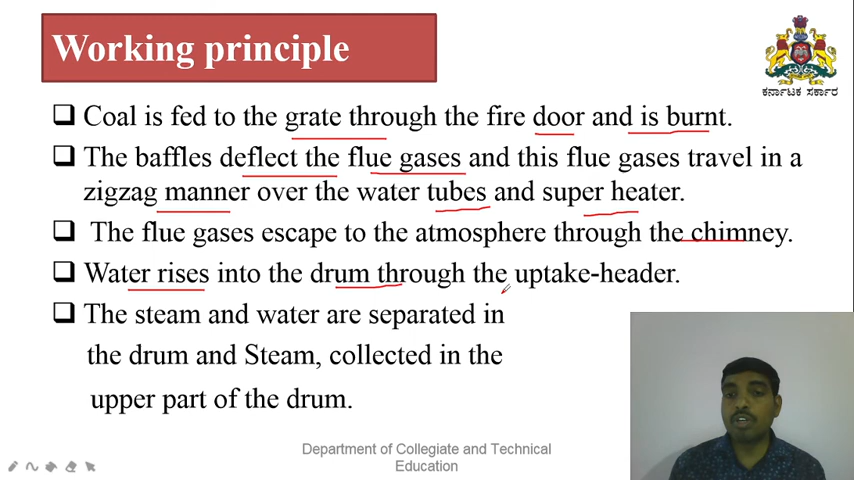 Working principle
ಕರ್ನಾಟಕ ಸರ್ಕಾರ
Coal is fed to the grate through the fire door and is burnt.
The baffles deflect the flue gases and this flue gases travel in a
zigzag manner over the water tubes and super heater.
The flue gases escape to the atmosphere through the chimney.
Water rises into the drum through the uptake-header.
The steam and water are separated in
the drum and Steam, collected in the
upper part of the drum.
Department of Collegiate and Technical
Education